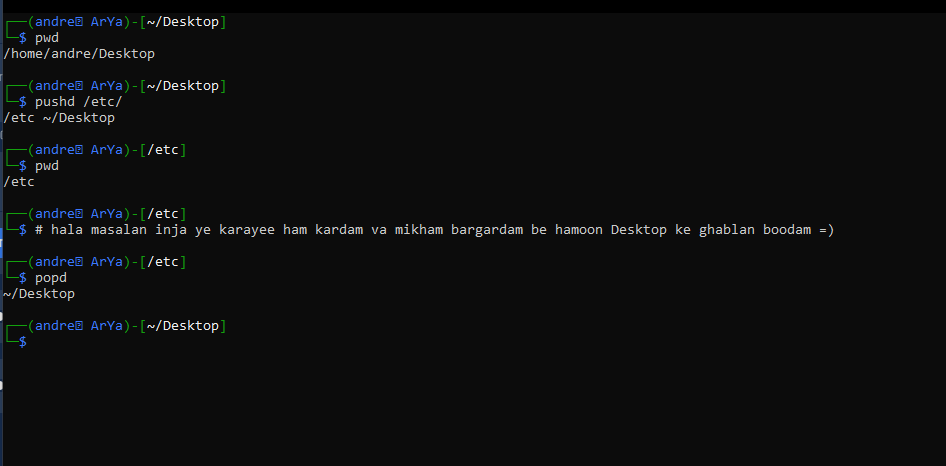 ┌──(andre⍰ ArYa)-[~/Desktop]
└─$ pwd
/home/andre/Desktop
┌──(andre⍰ ArYa)-[~/Desktop]
└─$ pushd /etc/
/etc ~/Desktop
┌──(andre⍰ ArYa)-[/etc]
└─$ pwd
/etc
┌──(andre⍰ ArYa)-[/etc]
└─$ # hala masalan inja ye karayee ham kardam va mikham bargardam be hamoon Desktop ke ghablan boodam =)
┌──(andre⍰ ArYa)-[/etc]
└─$ popd
~/Desktop
┌──(andre⍰ ArYa)-[~/Desktop]
└─$